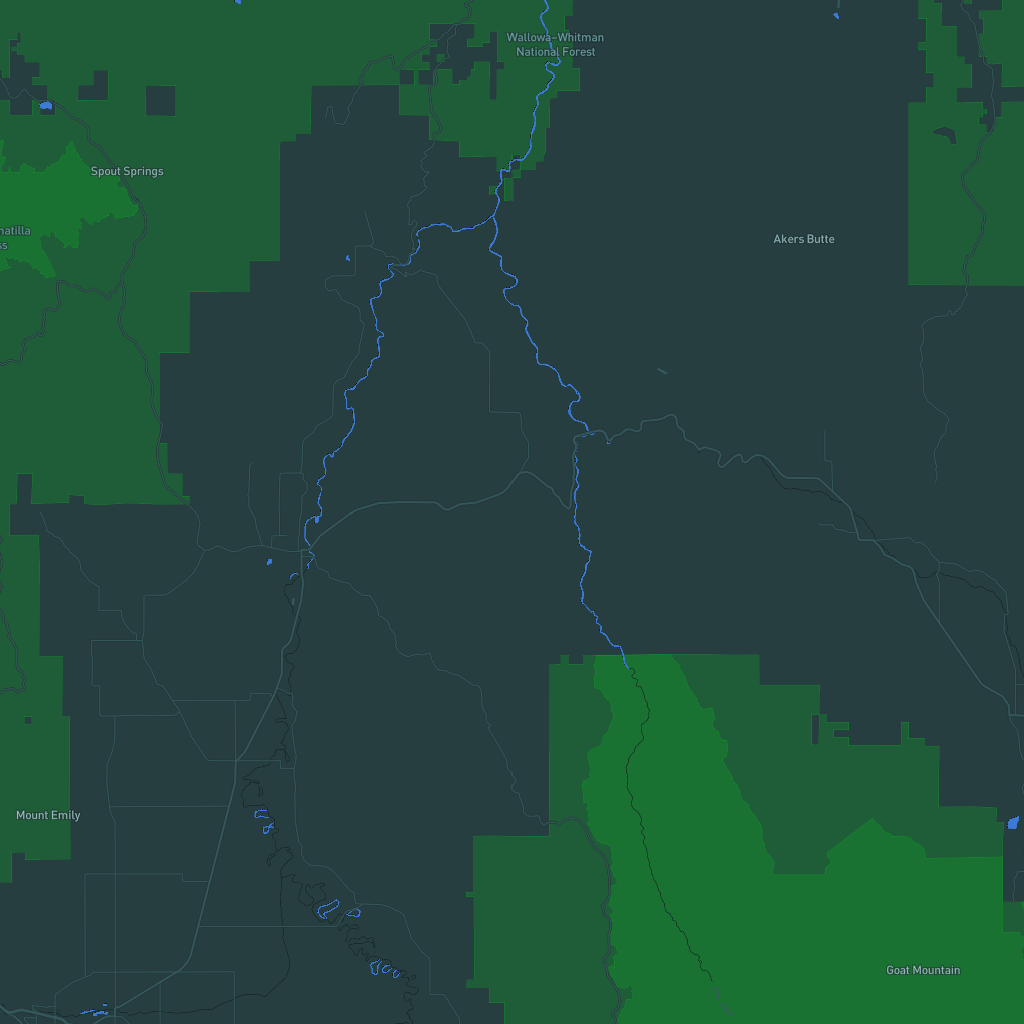 Wallowa-Whitman
National Forest
Spout Springs
Akers Butte
Mount Emily
Goat Mountain